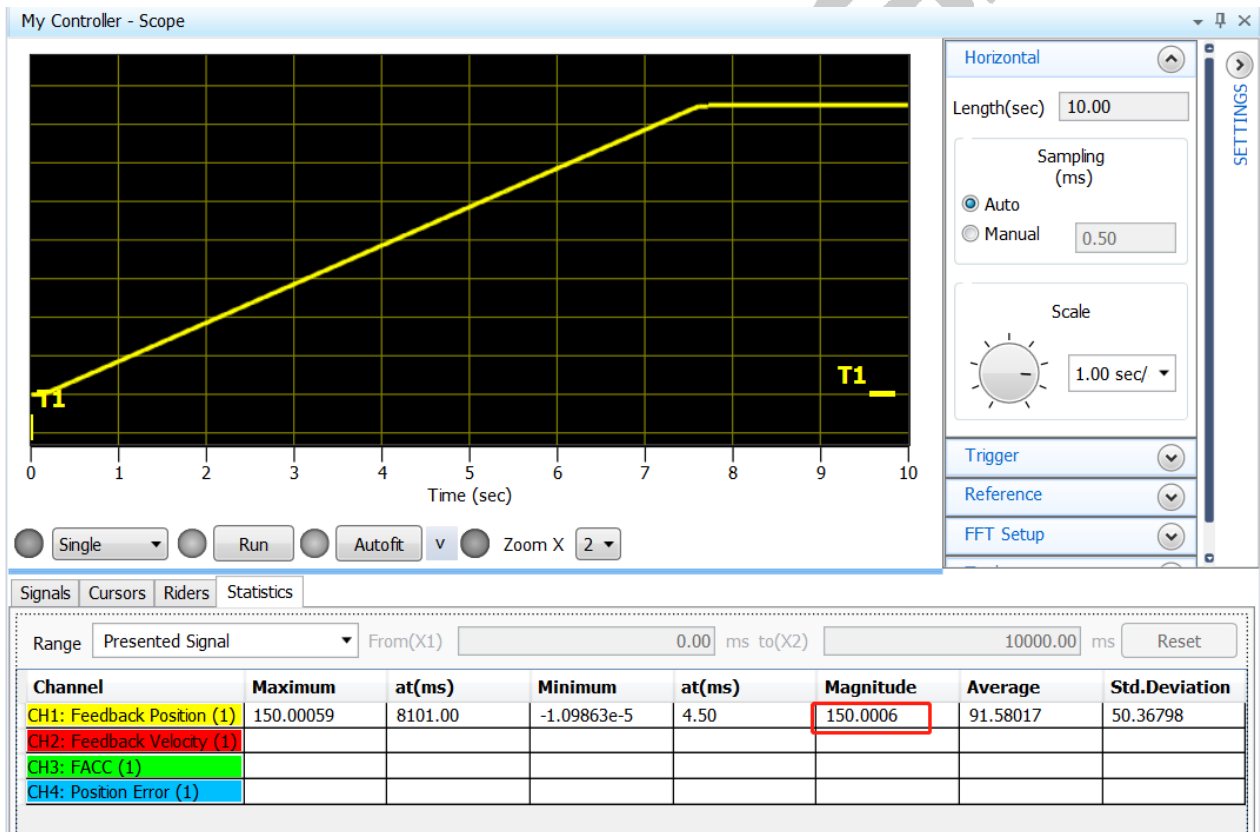 My Controller - Scope
Horizontal
Length(sec) 10.00
Sampling
(ms)
Auto
Manual 0.50
Scale
1.00 sec/
SETTINGS
T1
T1
0 1 2 3 4 5 6 7 8 9 10
Time (sec)
Trigger
Reference
FFT Setup
Single Run Autofit v Zoom X 2
Signals Cursors Riders Statistics
Range Presented Signal From(X1) 0.00 ms to(X2) 10000.00 ms Reset
Channel Maximum at(ms) Minimum at(ms) Magnitude Average Std.Deviation
CH1: Feedback Position (1) 150.00059 8101.00 -1.09863e-5 4.50 150.0006 91.58017 50.36798
CH2: Feedback Velocity (1)
CH3: FACC (1)
CH4: Position Error (1)